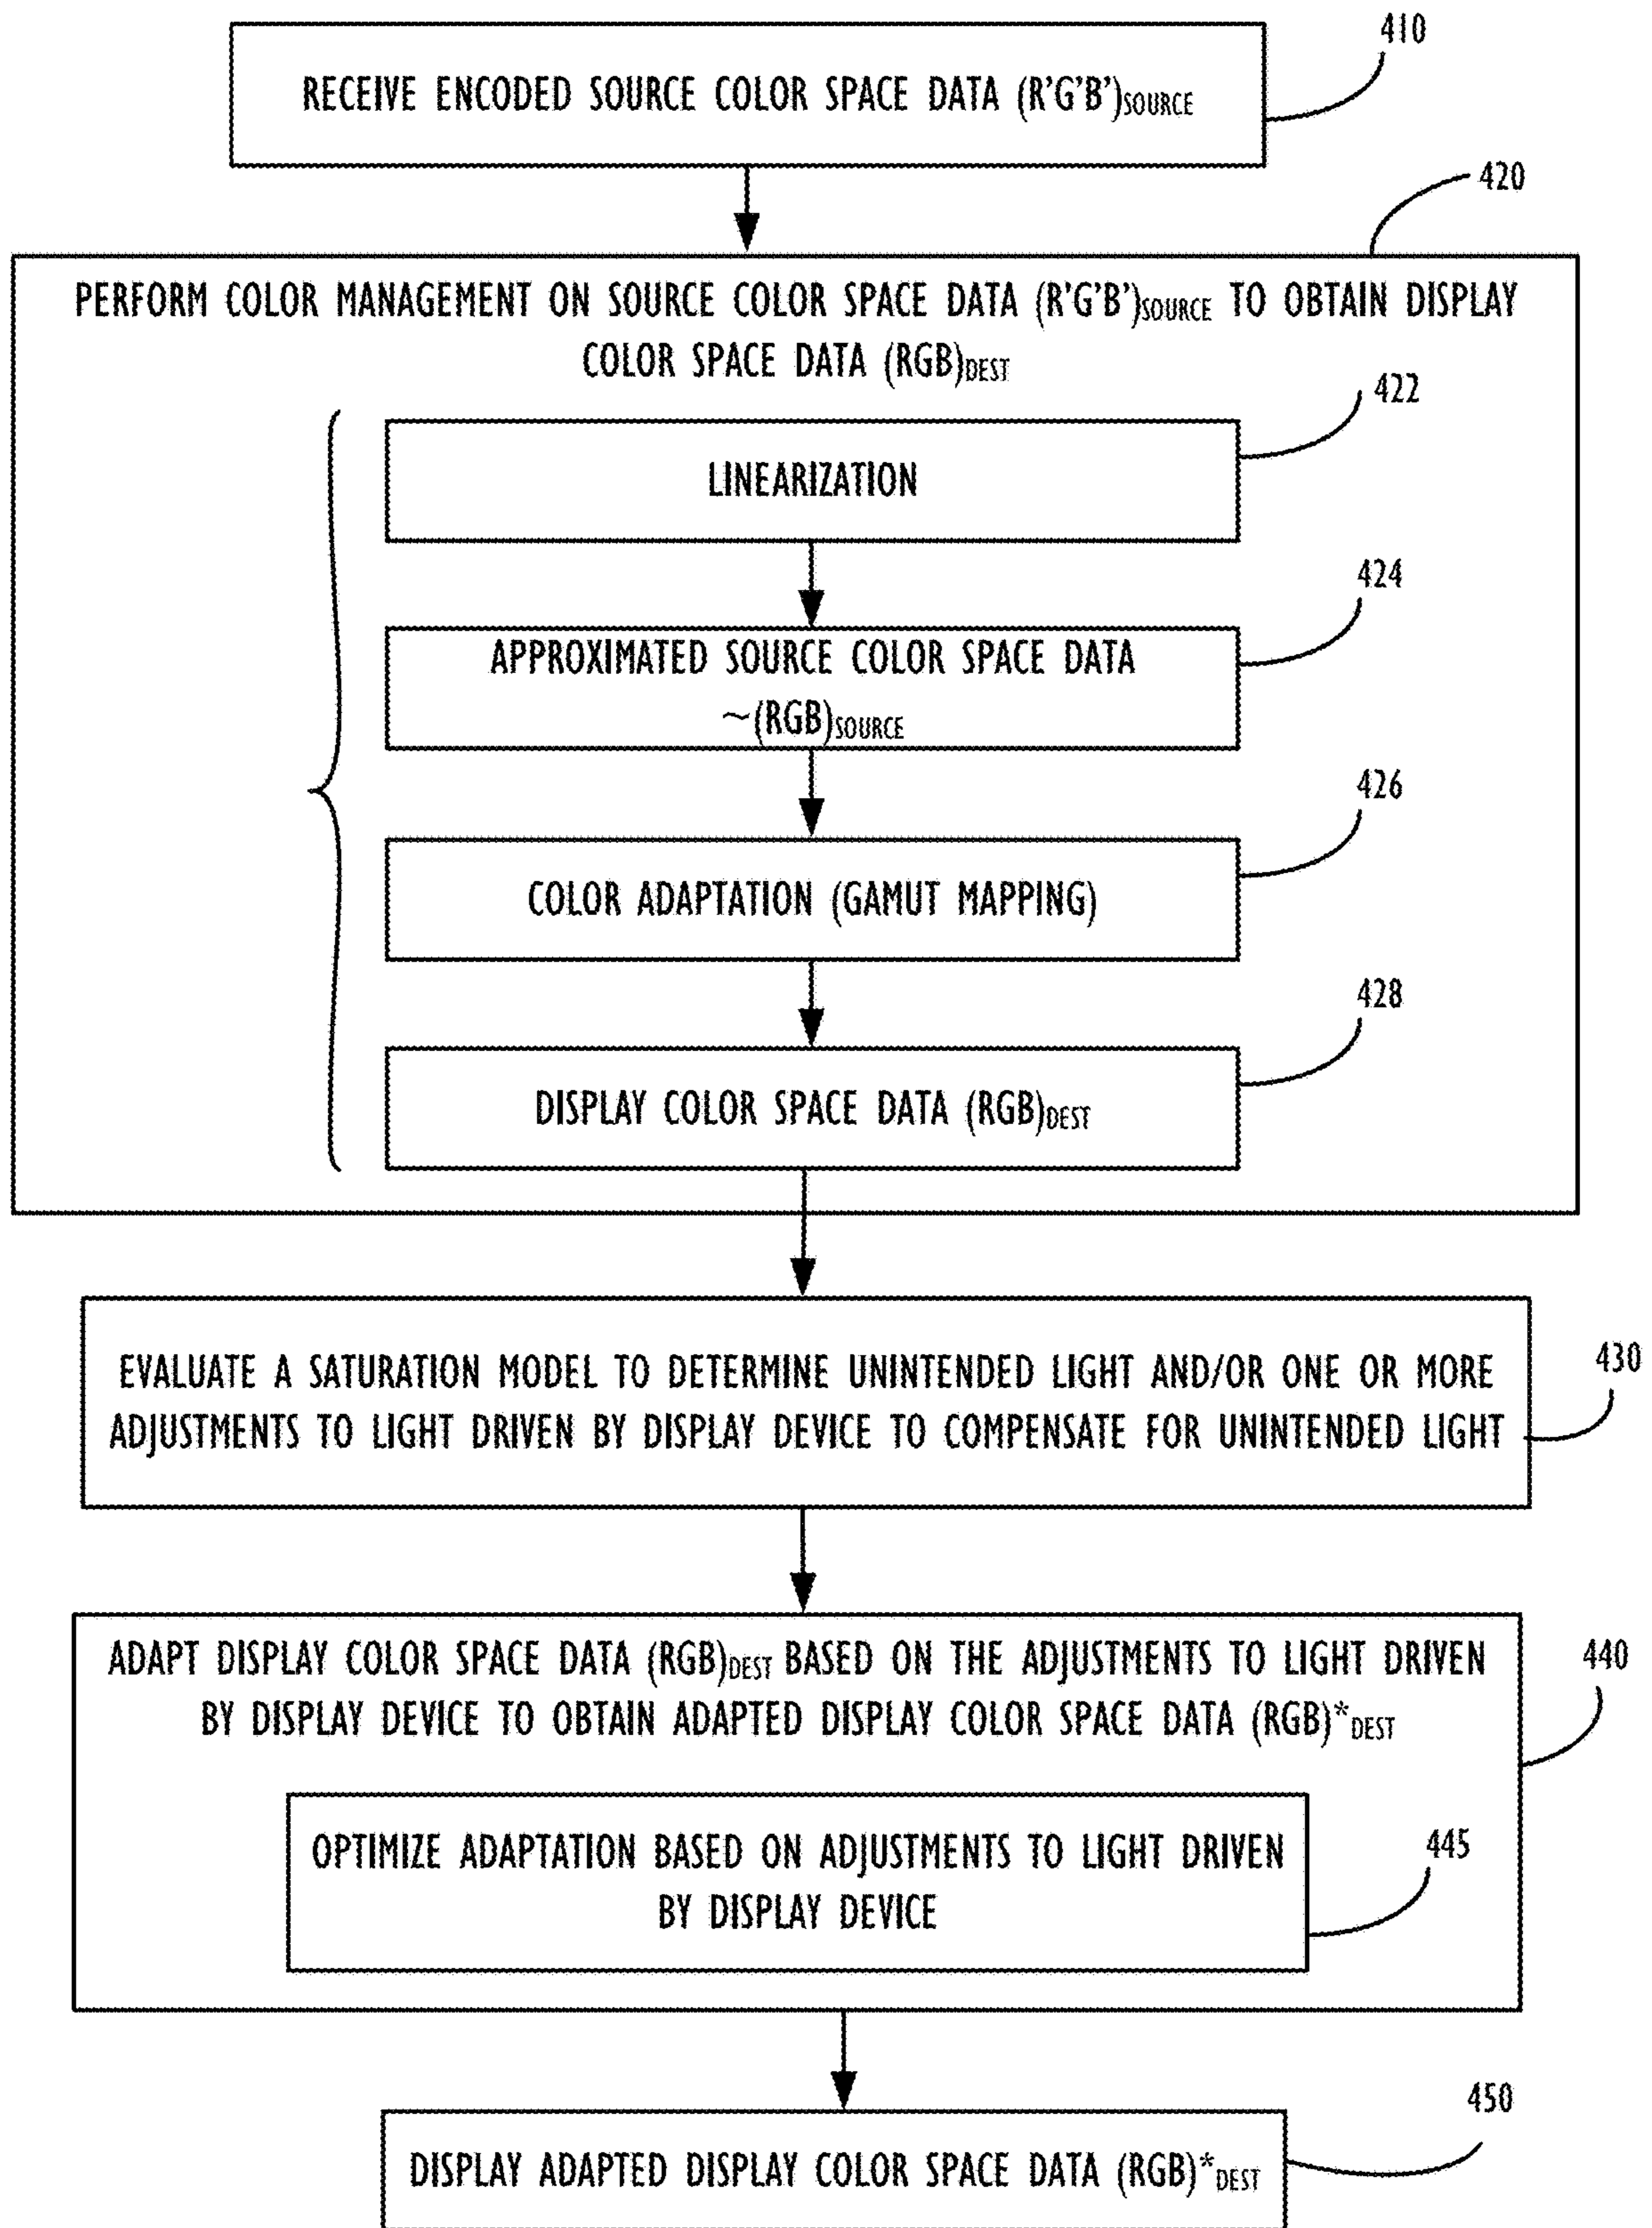 410
RECEIVE ENCODED SOURCE COLOR SPACE DATA (R'G'B')SOURCE
420
PERFORM COLOR MANAGEMENT ON SOURCE COLOR SPACE DATA (R'G'B')SOURCE TO OBTAIN DISPLAY
COLOR SPACE DATA (RGB)DEST
422
LINEARIZATION
424
APPROXIMATED SOURCE COLOR SPACE DATA
~(RGB)SOURCE
426
COLOR ADAPTATION (GAMUT MAPPING)
428
DISPLAY COLOR SPACE DATA (RGB)DEST
430
EVALUATE A SATURATION MODEL TO DETERMINE UNINTENDED LIGHT AND/OR ONE OR MORE
ADJUSTMENTS TO LIGHT DRIVEN BY DISPLAY DEVICE TO COMPENSATE FOR UNINTENDED LIGHT
440
ADAPT DISPLAY COLOR SPACE DATA (RGB)DEST BASED ON THE ADJUSTMENTS TO LIGHT DRIVEN
BY DISPLAY DEVICE TO OBTAIN ADAPTED DISPLAY COLOR SPACE DATA (RGB)*DEST
445
OPTIMIZE ADAPTATION BASED ON ADJUSTMENTS TO LIGHT DRIVEN
BY DISPLAY DEVICE
450
DISPLAY ADAPTED DISPLAY COLOR SPACE DATA (RGB)*DEST